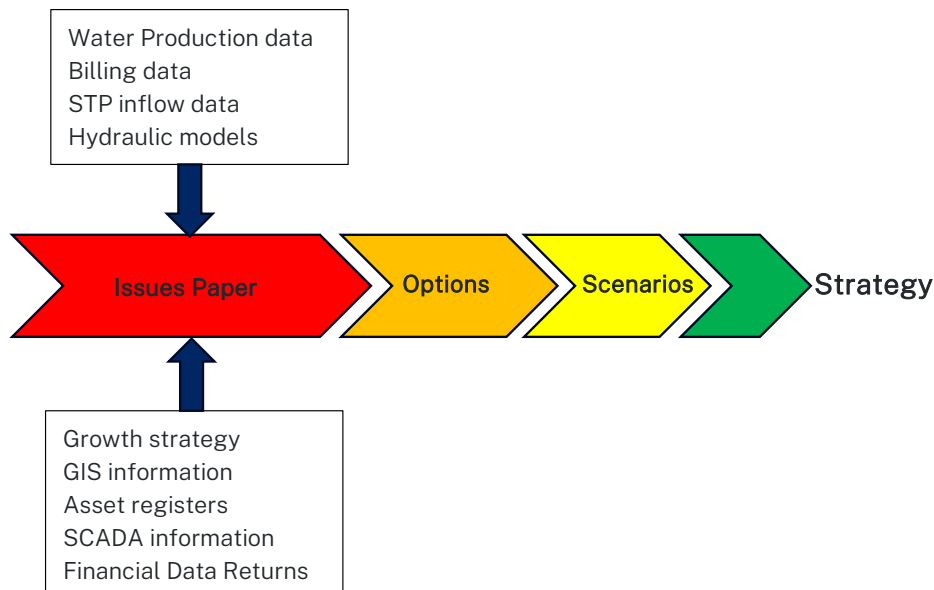 Water Production data
Billing data
STP inflow data
Hydraulic models
Issues Paper
Options
Scenarios
Strategy
Growth strategy
GIS information
Asset registers
SCADA information
Financial Data Returns